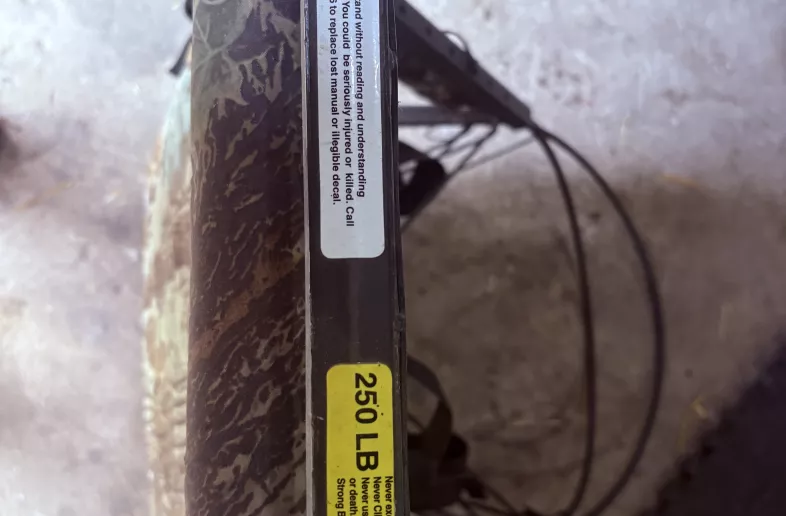 and without reading and understanding
You could be seriously injured or killed. Call
to replace lost manual or illegible decal.
250 LB
Never
Never
Never
or death
Strong